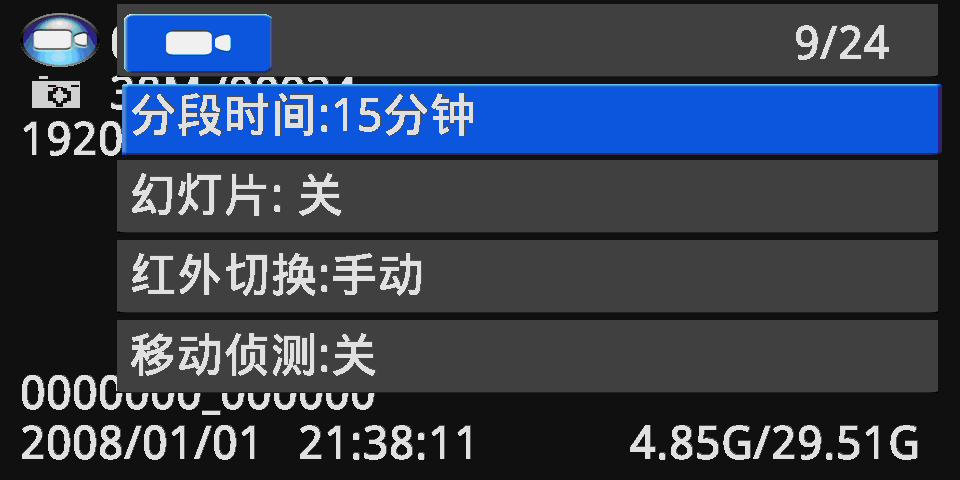 9/24
分段时间:15分钟
1920
幻灯片: 关
红外切换:手动
移动侦测:关
0000000_000000
2008/01/01 21:38:11 4.85G/29.51G